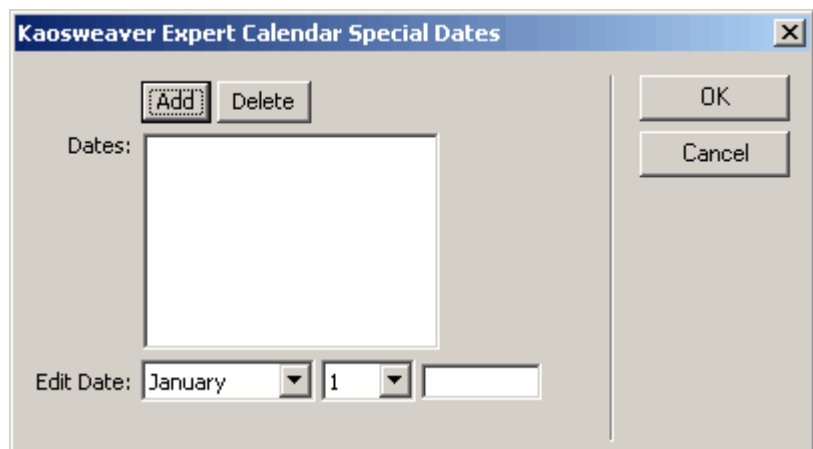 Kaosweaver Expert Calendar Special Dates
Add Delete
OK
Dates:
Cancel
Edit Date: January 1